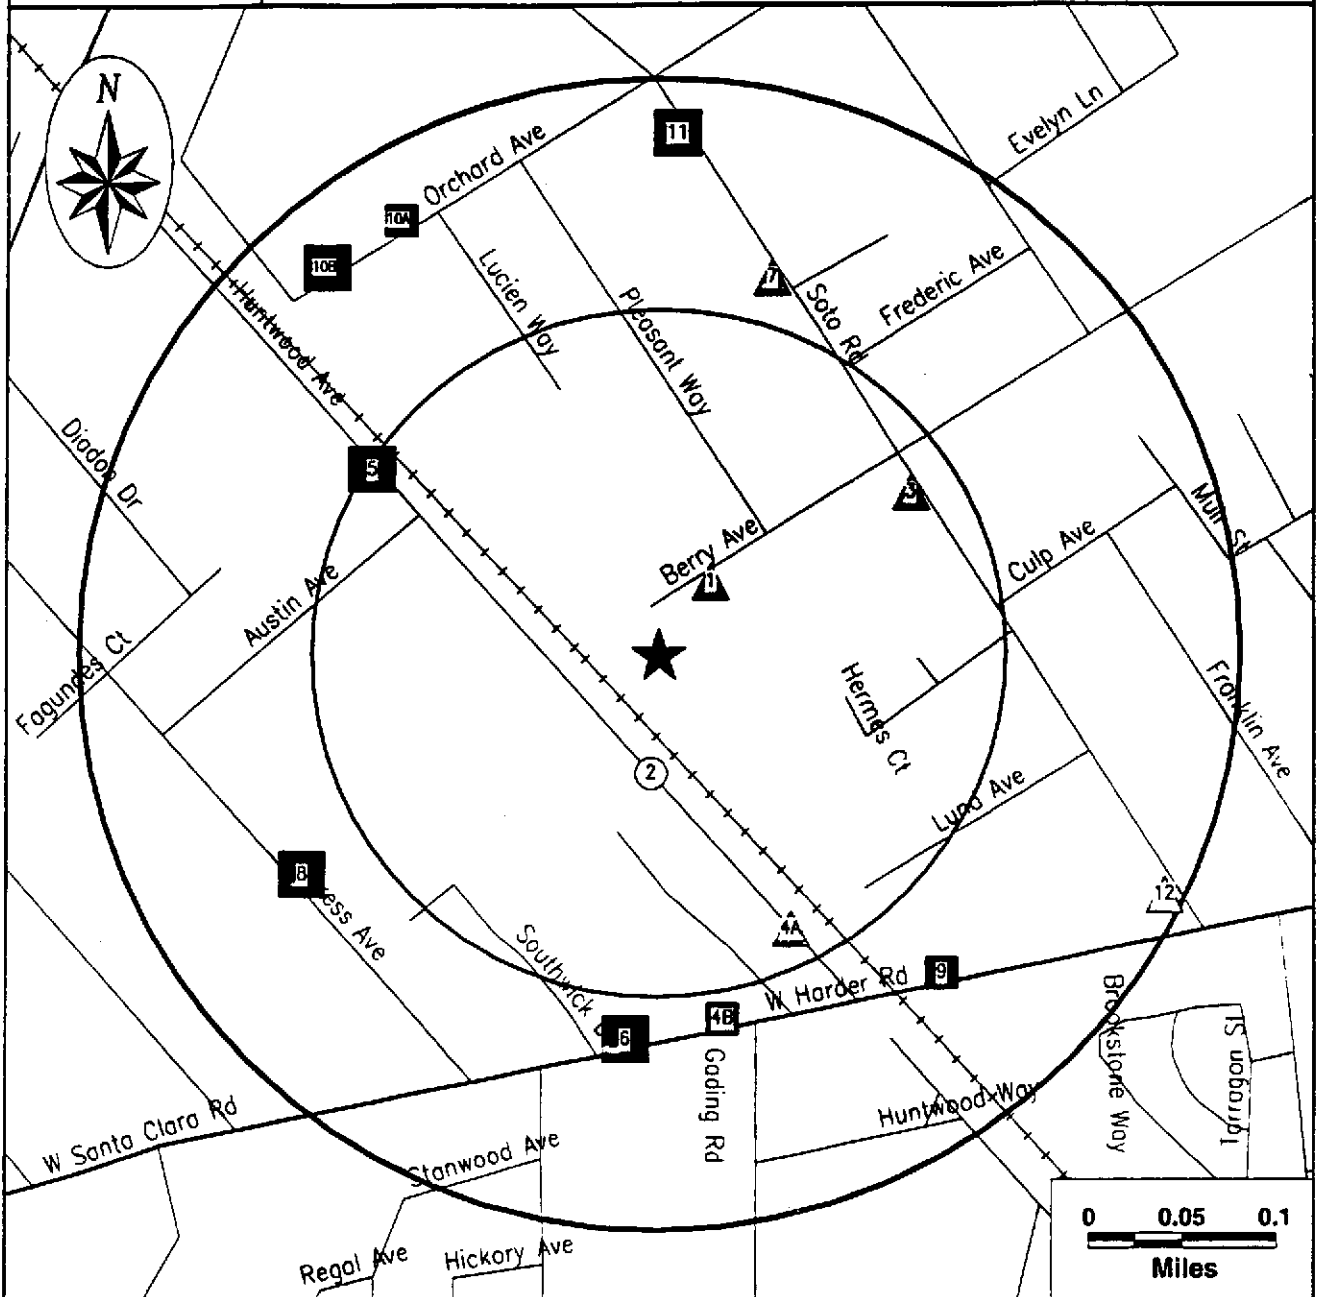 N
Evelyn Ln
11
Orchard Ave
10A
10B
Lucien Way
Pleasant Way
7
Soto Rd
Frederic Ave
Huntwood Ave
Diadon Dr
5
3
Muir St
Berry Ave
Culp Ave
1
Austin Ave
Fagundes Ct
Hermes Ct
Franklin Ave
2
Lund Ave
8
ess Ave
12
4A
Southwick
9
W Harder Rd
4B
6
Brookstone Way
Gading Rd
Tarragon
Huntwood Way
W Santa Clara Rd
Stanwood Ave
Regal Ave
Hickory Ave
0 0.05 0.1
Miles